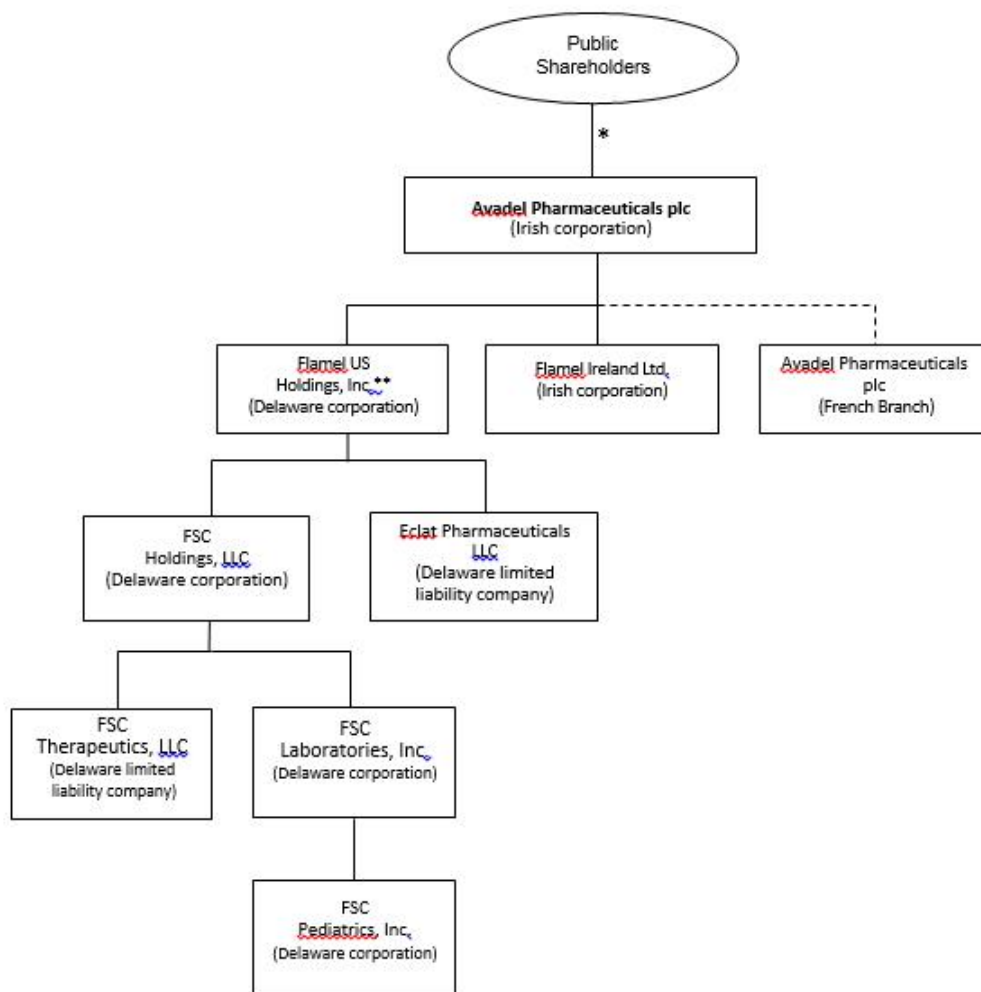 Public
Shareholders
*
Avadel Pharmaceuticals plc
(Irish corporation)
Flamel US
Holdings, Inc.**
(Delaware corporation)
Flamel Ireland Ltd.
(Irish corporation)
Avadel Pharmaceuticals
plc
(French Branch)
FSC
Holdings, LLC
(Delaware corporation)
Eclat Pharmaceuticals
LLC
(Delaware limited
liability company)
FSC
Therapeutics, LLC
(Delaware limited
liability company)
FSC
Laboratories, Inc.
(Delaware corporation)
FSC
Pediatrics, Inc.
(Delaware corporation)